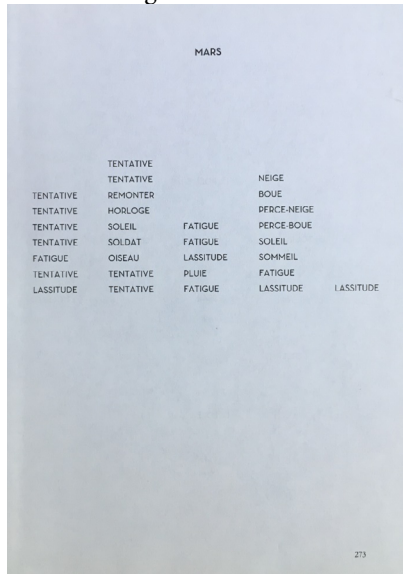 MARS
TENTATIVE
TENTATIVE NEIGE
TENTATIVE REMONTER BOUE
TENTATIVE HORLOGE PERCE-NEIGE
TENTATIVE SOLEIL FATIGUE PERCE-BOUE
TENTATIVE SOLDAT FATIGUE SOLEIL
FATIGUE OISEAU LASSITUDE SOMMEIL
TENTATIVE TENTATIVE PLUIE FATIGUE
LASSITUDE TENTATIVE FATIGUE LASSITUDE LASSITUDE
273